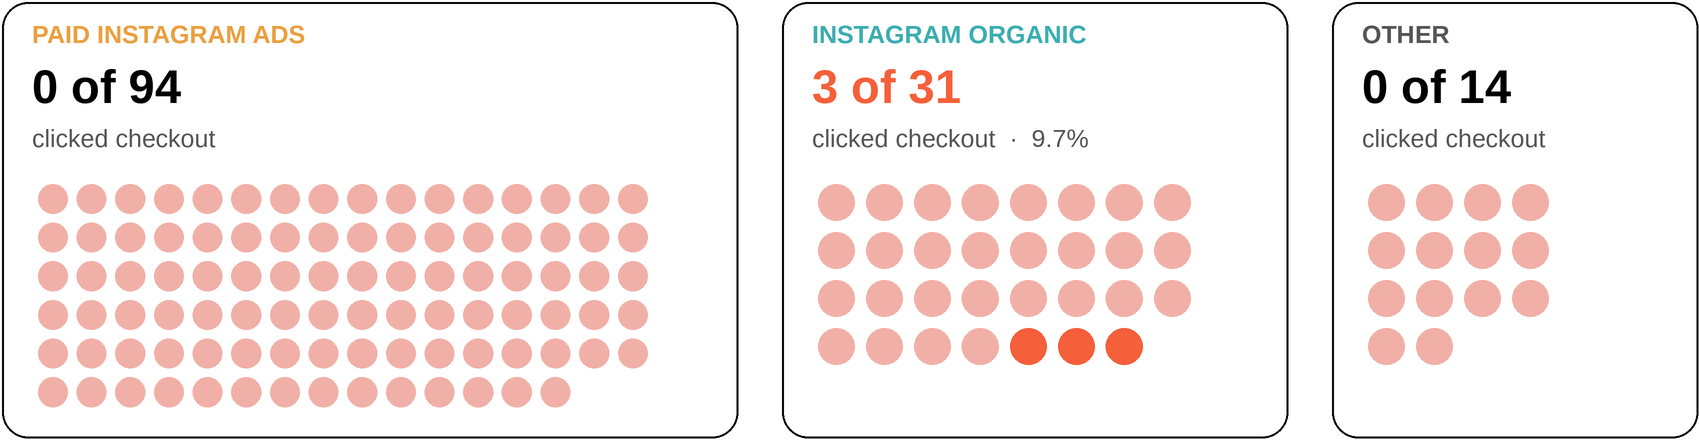 PAID INSTAGRAM ADS
0 of 94
clicked checkout
INSTAGRAM ORGANIC
3 of 31
clicked checkout · 9.7%
OTHER
0 of 14
clicked checkout